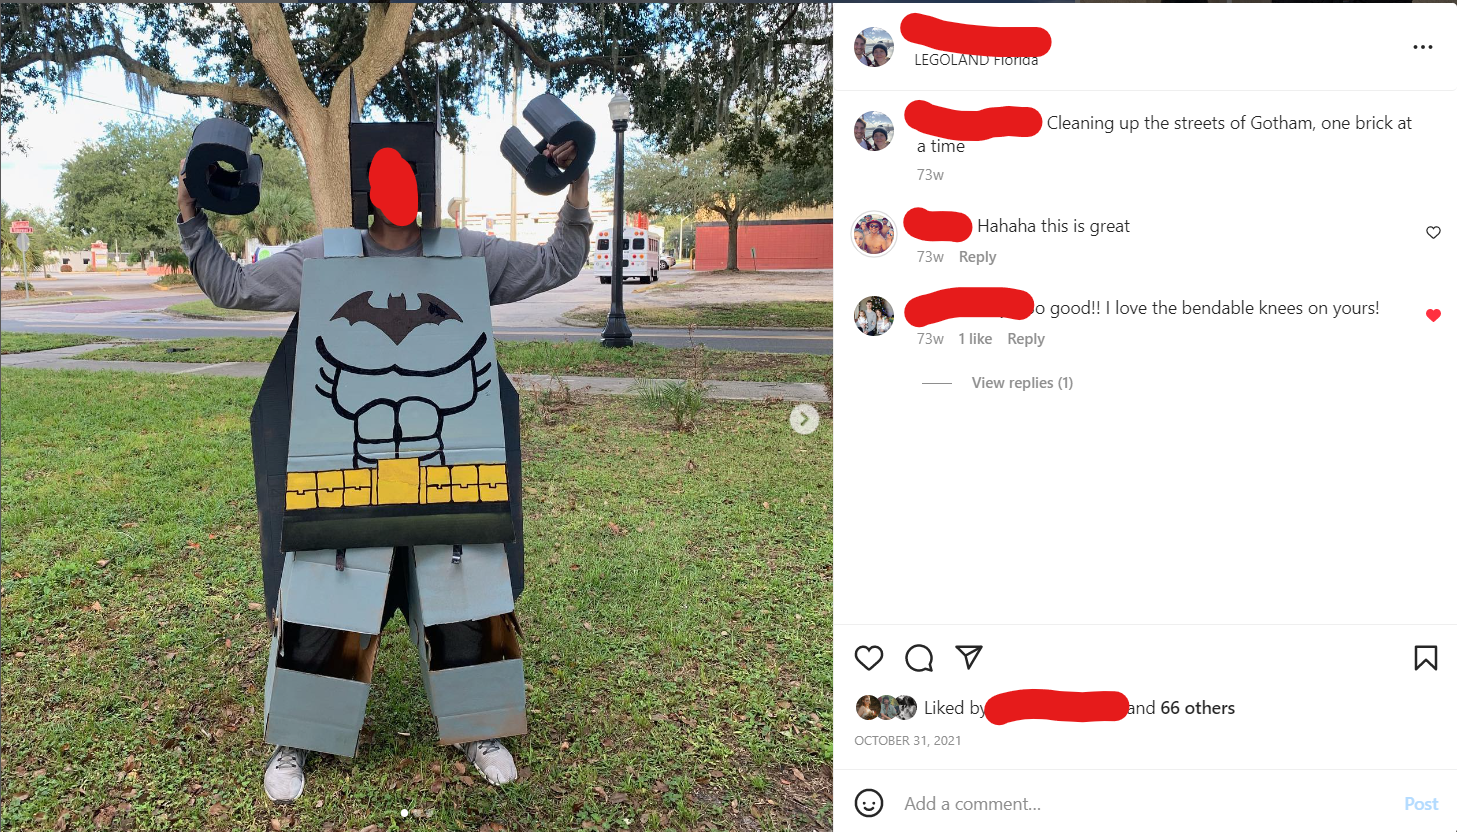 LEGOLAND Florida
Cleaning up the streets of Gotham, one brick at
a time
73w
Hahaha this is great
73w Reply
o good!! I love the bendable knees on yours!
73w 1 like Reply
View replies (1)
Liked by and 66 others
OCTOBER 31, 2021
Add a comment... Post